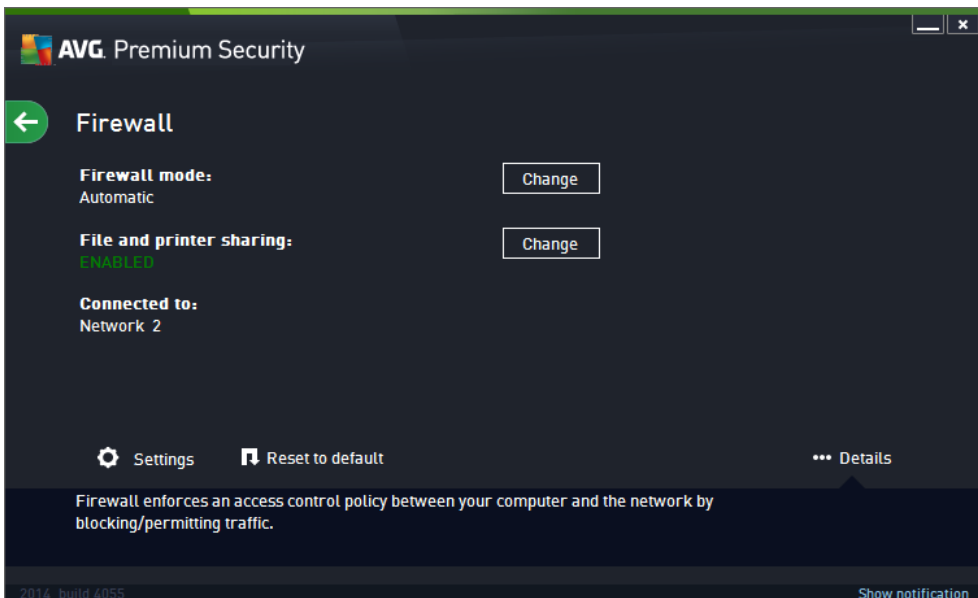 AVG. Premium Security
Firewall
Firewall mode:
Change
Automatic
File and printer sharing:
Change
ENABLED
Connected to:
Network 2
Settings
Reset to default
Details
Firewall enforces an access control policy between your computer and the network by
blocking/permitting traffic.
2014 build 4055
Show notification